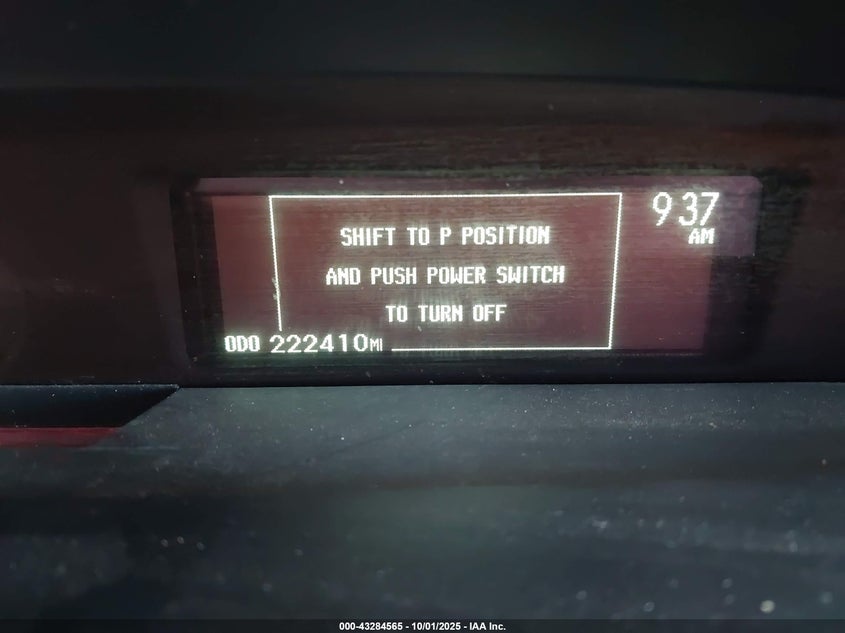 9 37
AM
SHIFT TO P POSITION
AND PUSH POWER SWITCH
TO TURN OFF
ODO 222410MI
000-43284565 - 10/01/2025 - IAA Inc.